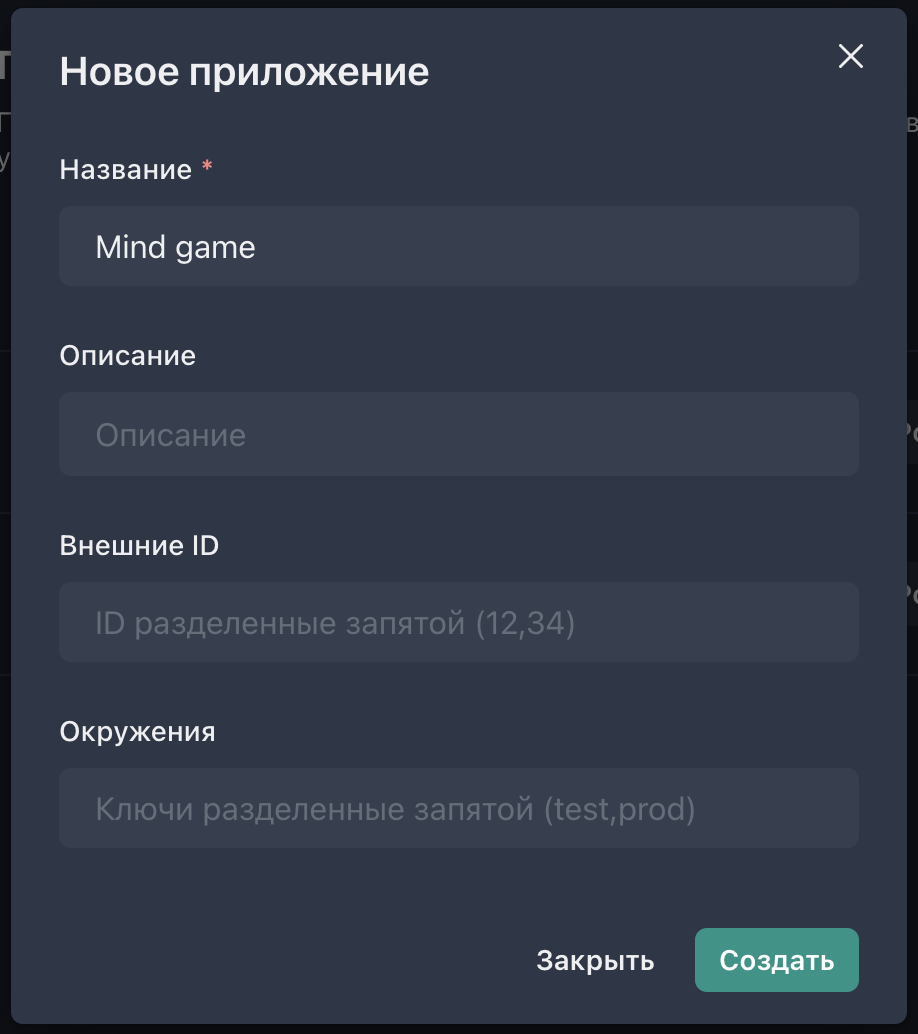 Новое приложение
Название *
Mind game
Описание
Описание
Внешние ID
ID разделенные запятой (12,34)
Окружения
Ключи разделенные запятой (test,prod)
Закрыть
Создать